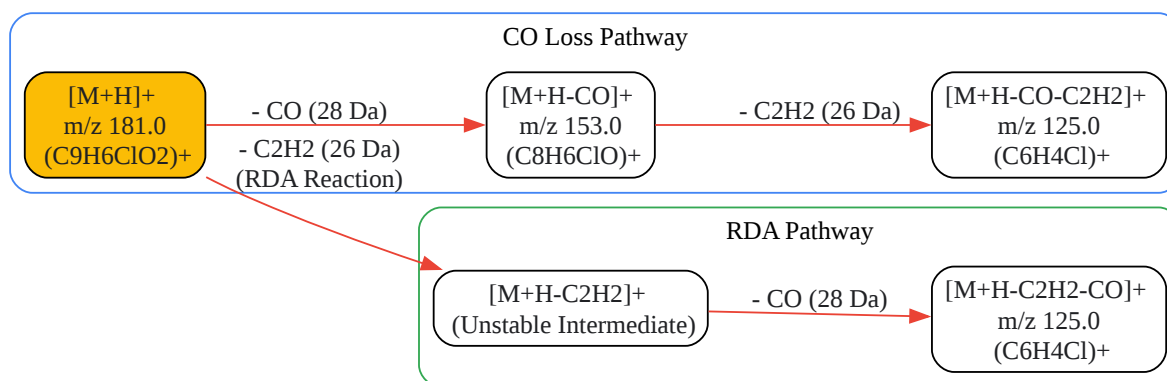 CO Loss Pathway
[M+H]+
m/z 181.0
(C9H6ClO2)+
- CO (28 Da)
- C2H2 (26 Da)
(RDA Reaction)
[M+H-CO]+
m/z 153.0
(C8H6ClO)+
- C2H2 (26 Da)
[M+H-CO-C2H2]+
m/z 125.0
(C6H4Cl)+
RDA Pathway
[M+H-C2H2]+
(Unstable Intermediate)
- CO (28 Da)
[M+H-C2H2-CO]+
m/z 125.0
(C6H4Cl)+